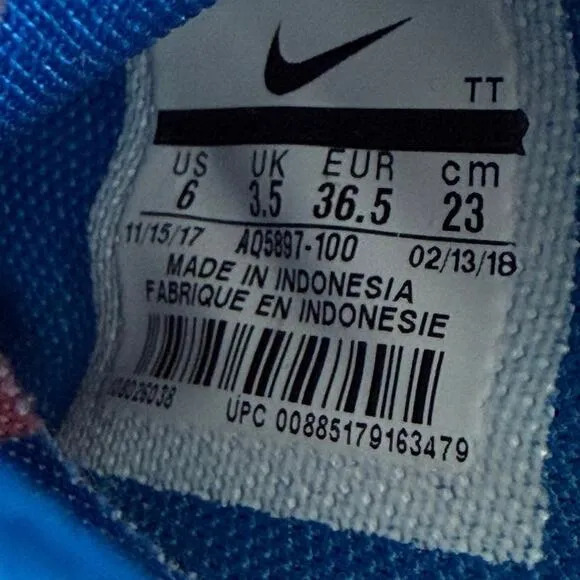 TT
US UK EUR cm
6 3.5 36.5 23
11/15/17 AQ5897-100 02/13/18
MADE IN INDONESIA
FABRIQUE EN INDONESIE
UPC 00885179163479